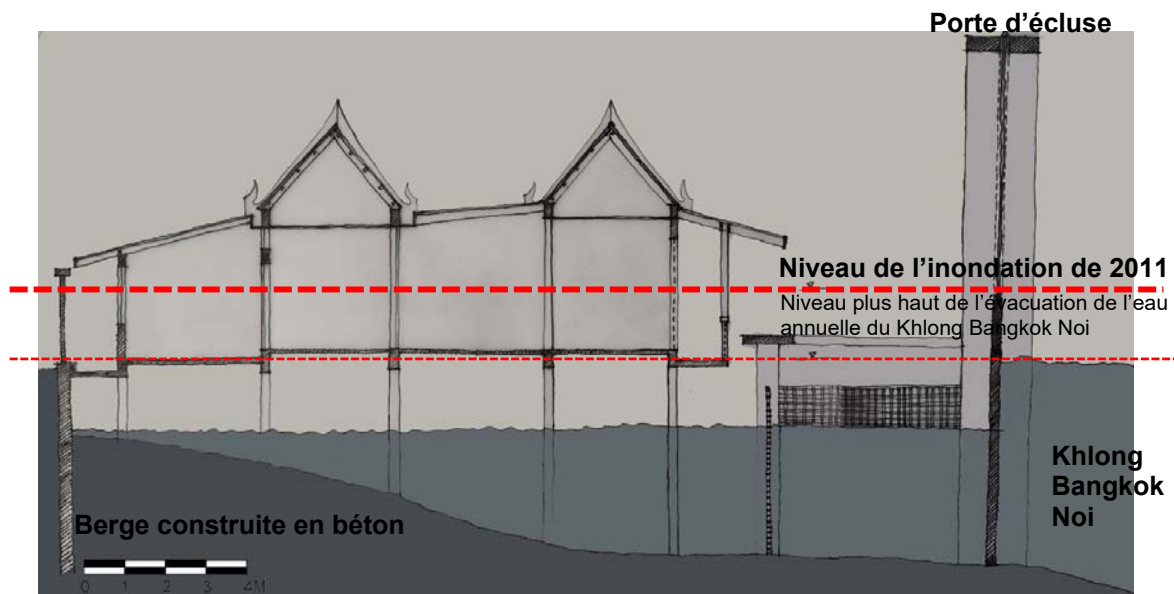 Porte d’écluse
Niveau de l’inondation de 2011
Niveau plus haut de l’évacuation de l’eau
annuelle du Khlong Bangkok Noi
Khlong
Bangkok
Noi
Berge construite en béton
0 1 2 3 4M